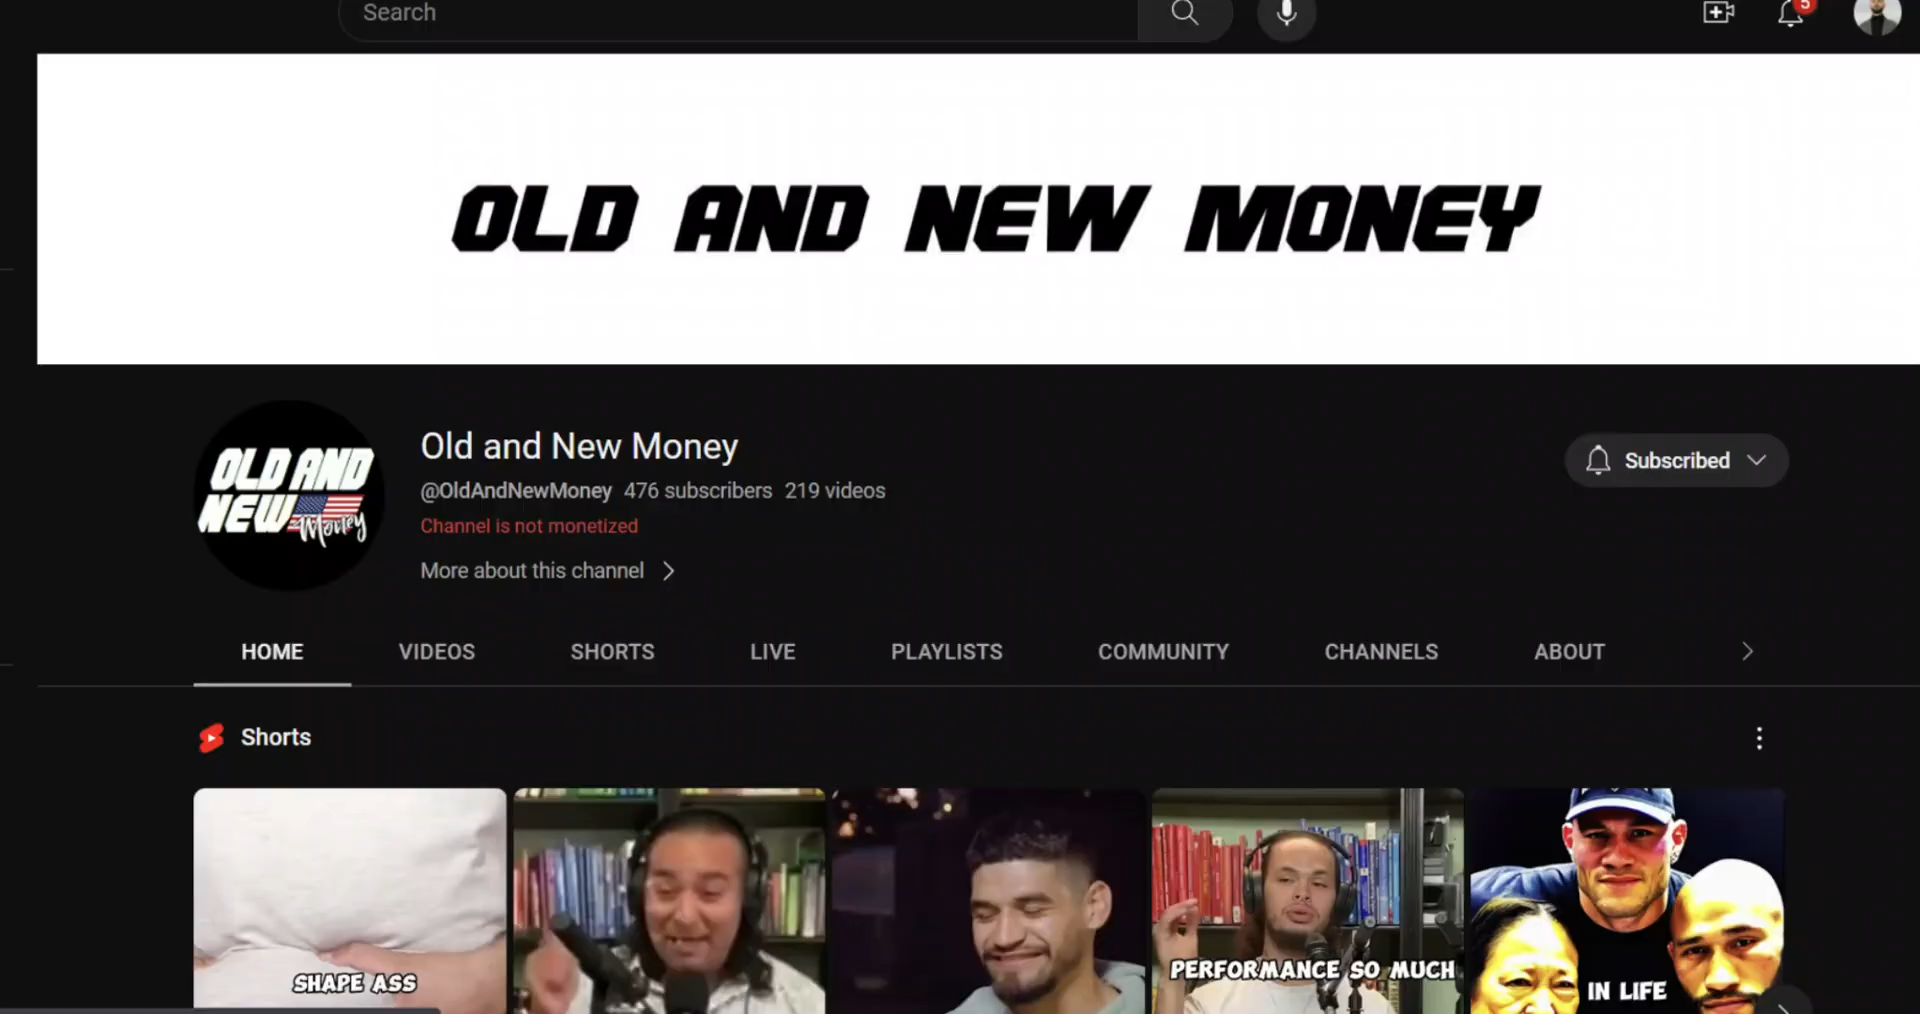 Search
5
OLD AND NEW MONEY
OLD AND
NEW Money
Old and New Money
@OldAndNewMoney 476 subscribers 219 videos
Channel is not monetized
More about this channel
Subscribed
HOME VIDEOS SHORTS LIVE PLAYLISTS COMMUNITY CHANNELS ABOUT
Shorts
SHAPE ASS
PERFORMANCE SO MUCH
IN LIFE